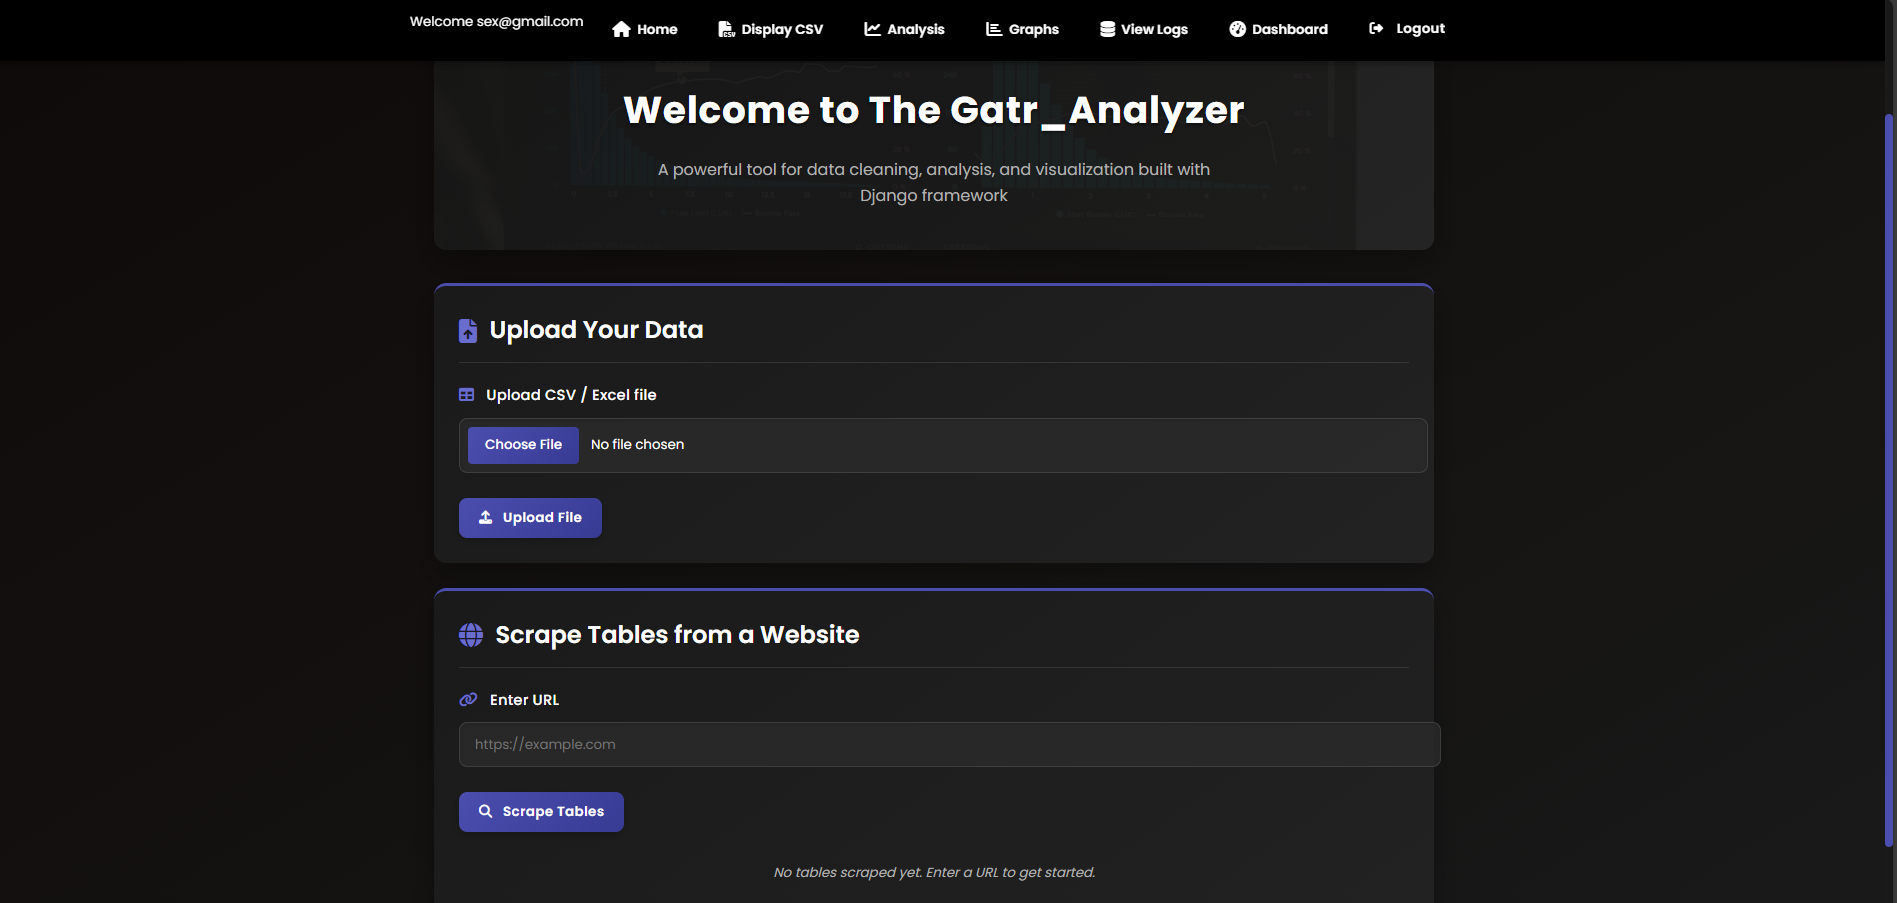 Welcome sex@gmail.com
Home
Display CSV
Analysis
Graphs
View Logs
Dashboard
Logout
Welcome to The Gatr_Analyzer
A powerful tool for data cleaning, analysis, and visualization built with
Django framework
Upload Your Data
Upload CSV / Excel file
Choose File
No file chosen
Upload File
Scrape Tables from a Website
Enter URL
https://example.com
Scrape Tables
No tables scraped yet. Enter a URL to get started.